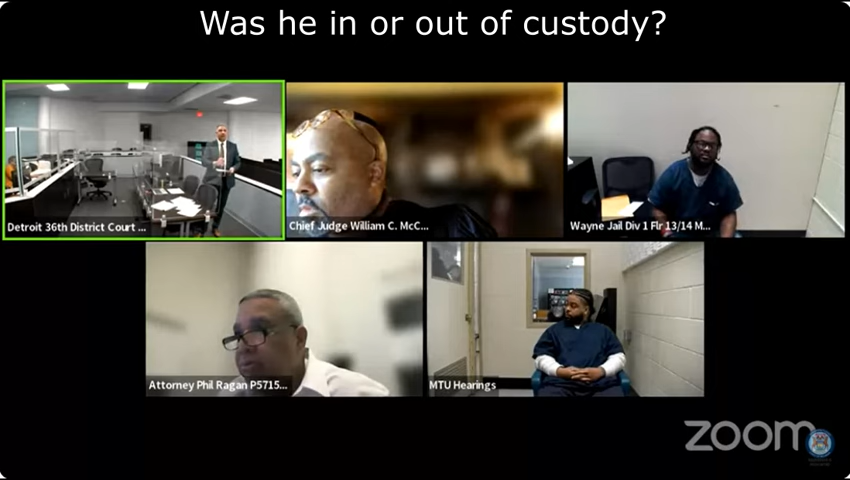 Was he in or out of custody?
Detroit 36th District Court ...
Chief Judge William C. McC...
Wayne Jail Div 1 Flr 13/14 M...
Attorney Phil Ragan P5715...
MTU Hearings
zoom